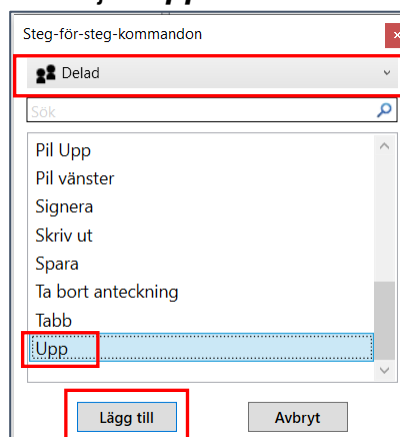 Steg-för-steg-kommandon
Delad
Sök
Pil Upp
Pil vänster
Signera
Skriv ut
Spara
Ta bort anteckning
Tabb
Upp
Lägg till
Avbryt